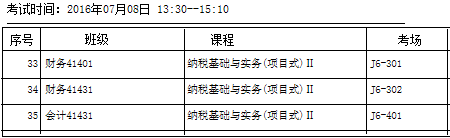 考试时间：2016年07月08日 13:30--15:10
序号 班级 课程 考场
33 财务41401 纳税基础与实务(项目式)Ⅱ J6-301
34 财务41431 纳税基础与实务(项目式)Ⅱ J6-302
35 会计41431 纳税基础与实务(项目式)Ⅱ J6-401